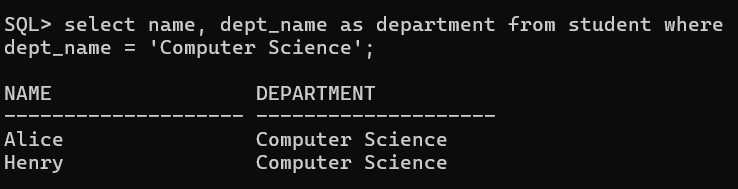 SQL> select name, dept_name as department from student where
dept_name = 'Computer Science';
NAME                 DEPARTMENT
-------------------- --------------------
Alice                Computer Science
Henry                Computer Science